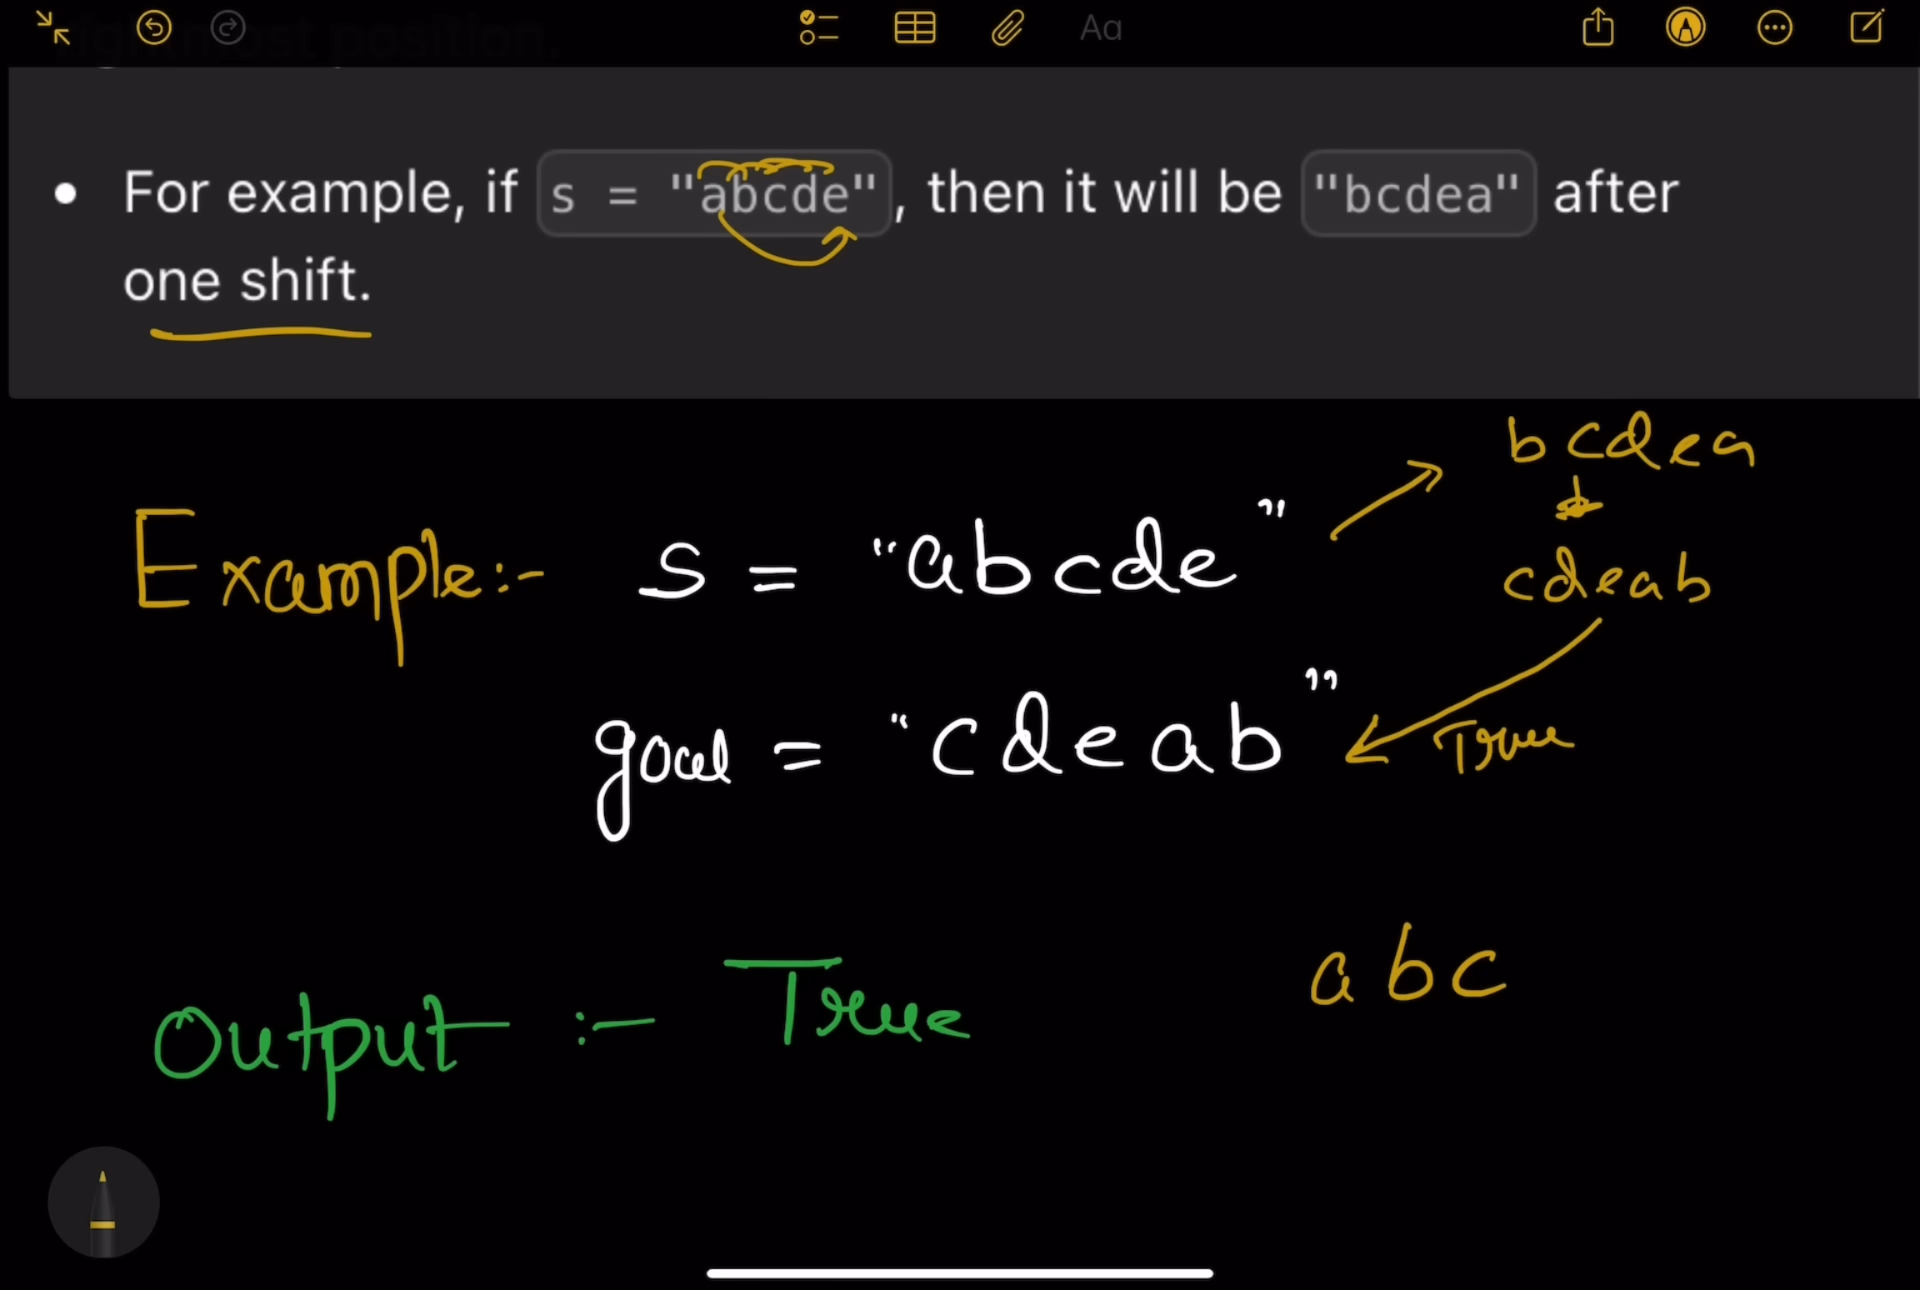 Aa
• For example, if s = "abcde", then it will be "bcdea" after
one shift.
bcdea
Example:- s = "abcde"
cdeab
goal = "cdeab"
True
abc
Output :- True